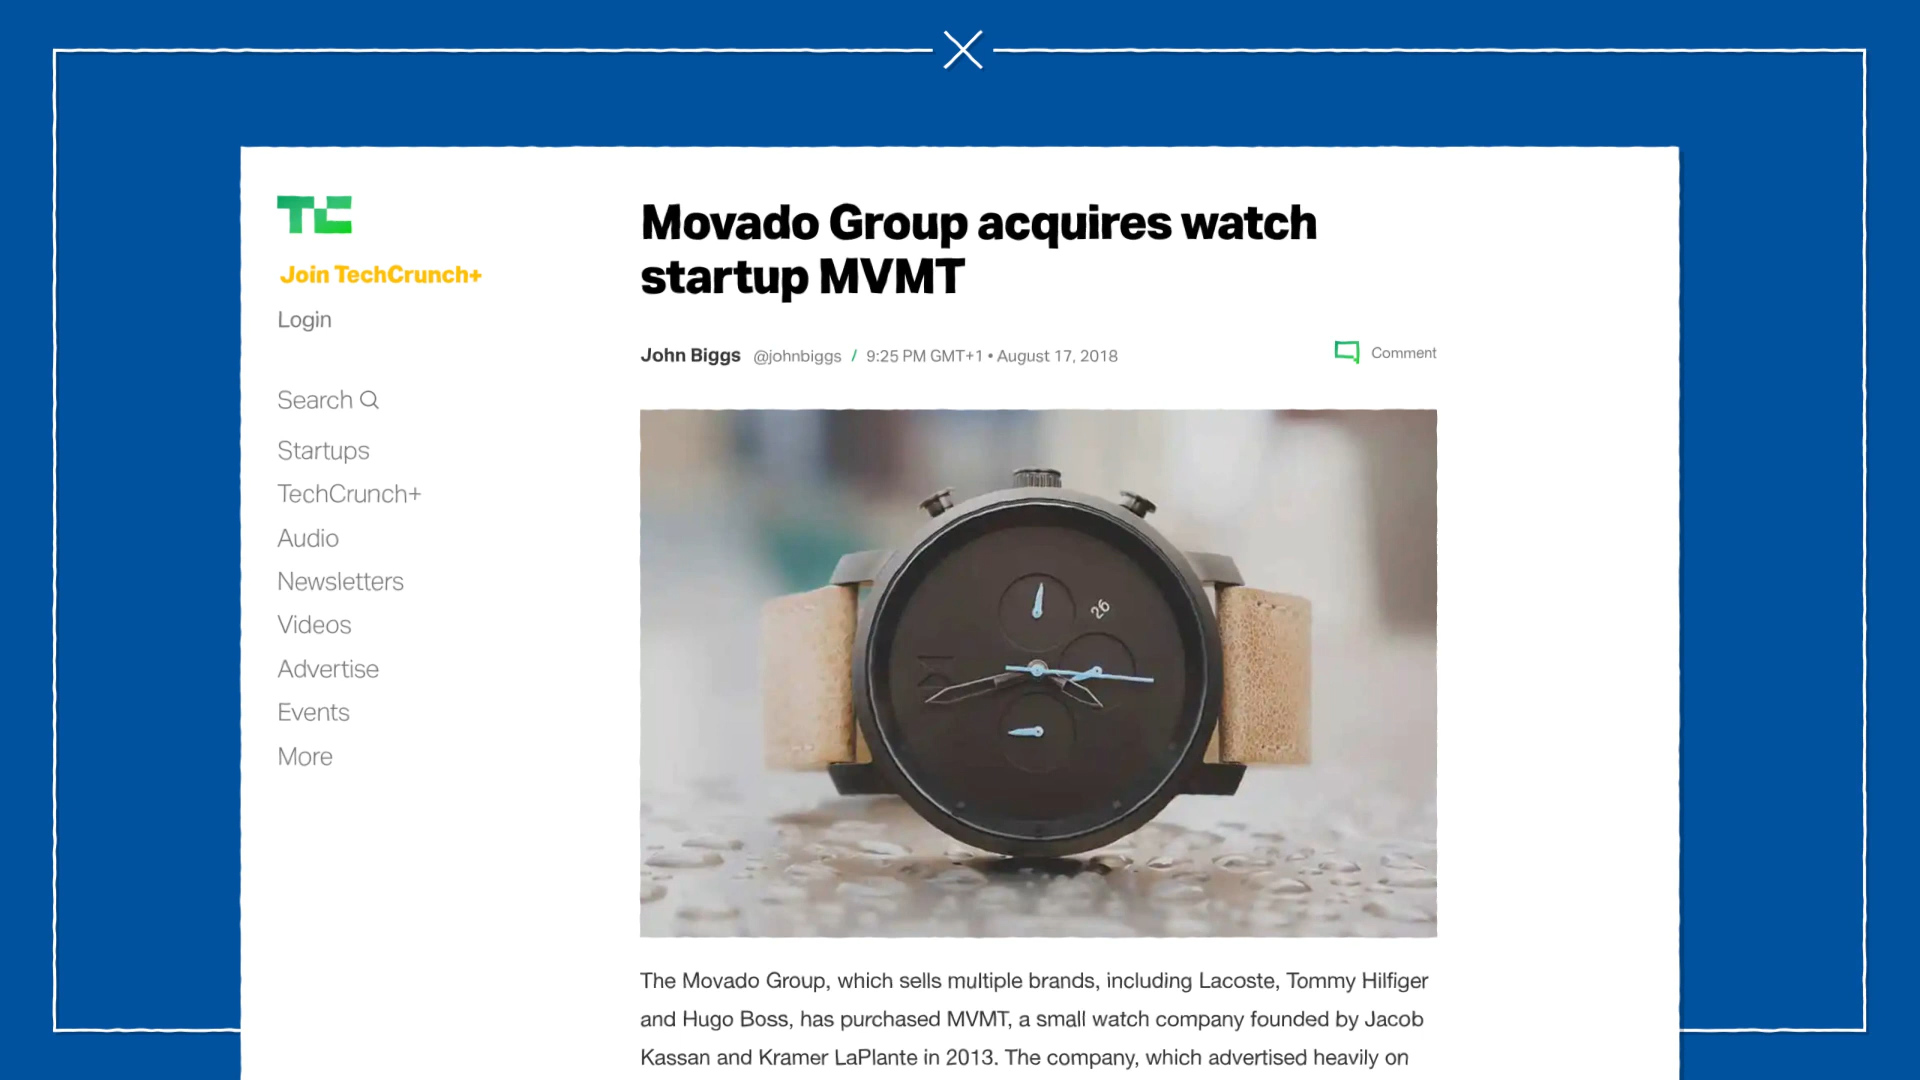 TC
Join TechCrunch+
Login
Search
Startups
TechCrunch+
Audio
Newsletters
Videos
Advertise
Events
More
Movado Group acquires watch
startup MVMT
John Biggs @johnbiggs / 9:25 PM GMT+1 • August 17, 2018
Comment
26
The Movado Group, which sells multiple brands, including Lacoste, Tommy Hilfiger
and Hugo Boss, has purchased MVMT, a small watch company founded by Jacob
Kassan and Kramer LaPlante in 2013. The company, which advertised heavily on